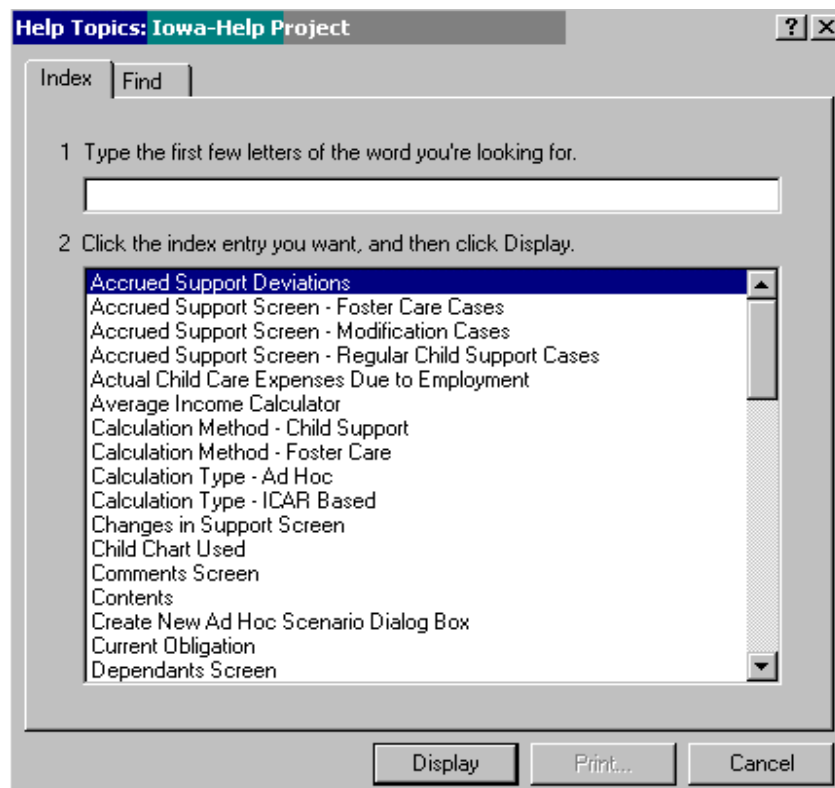 Help Topics: Iowa-Help Project
Index
Find
1 Type the first few letters of the word you're looking for.
2 Click the index entry you want, and then click Display.
Accrued Support Deviations
Accrued Support Screen - Foster Care Cases
Accrued Support Screen - Modification Cases
Accrued Support Screen - Regular Child Support Cases
Actual Child Care Expenses Due to Employment
Average Income Calculator
Calculation Method - Child Support
Calculation Method - Foster Care
Calculation Type - Ad Hoc
Calculation Type - ICAR Based
Changes in Support Screen
Child Chart Used
Comments Screen
Contents
Create New Ad Hoc Scenario Dialog Box
Current Obligation
Dependants Screen
Display
Print...
Cancel